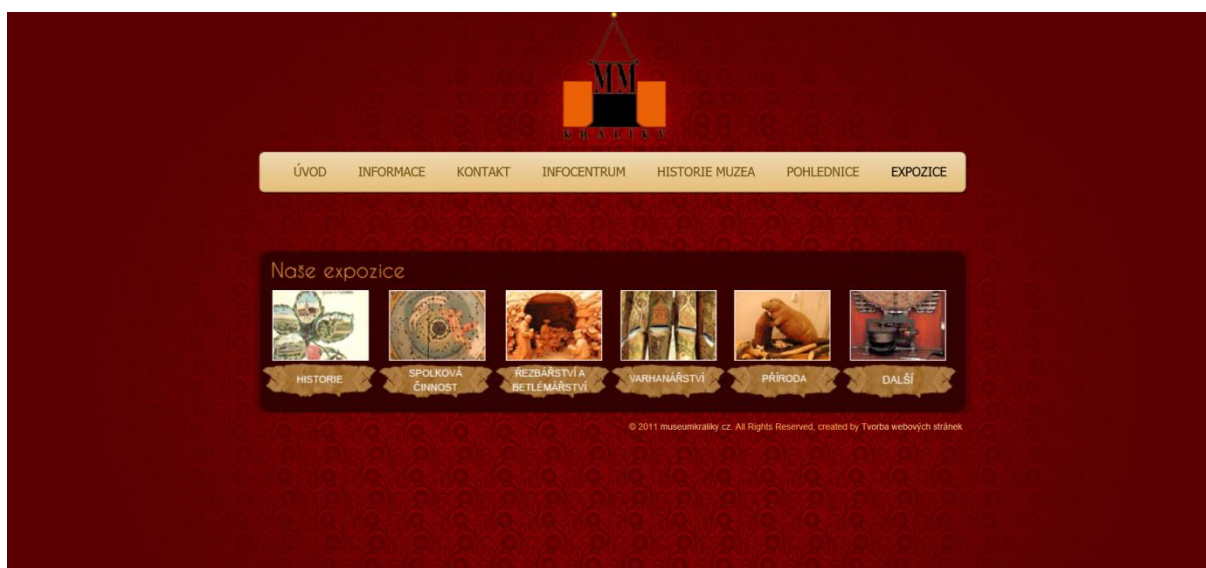 MM
KRÁLÍKY
ÚVOD INFORMACE KONTAKT INFOCENTRUM HISTORIE MUZEA POHLEDNICE EXPOZICE
Naše expozice
HISTORIE
SPOLKOVÁ
ČINNOST
ŘEZBÁŘSTVÍ A
BETLÉMÁŘSTVÍ
VARHANÁŘSTVÍ
PŘÍRODA
DALŠÍ
© 2011 museumkraliky.cz. All Rights Reserved, created by Tvorba webových stránek